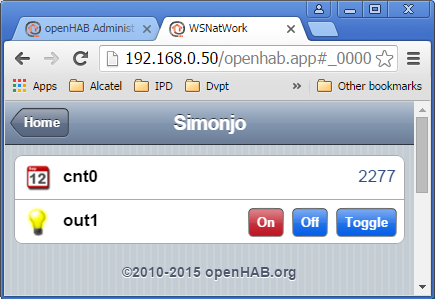 openHAB Administ
WSNatWork
192.168.0.50/openhab.app#_0000
Apps Alcatel IPD Dvpt » Other bookmarks
Home Simonjo
12 cnt0 2277
out1 On Off Toggle
©2010-2015 openHAB.org